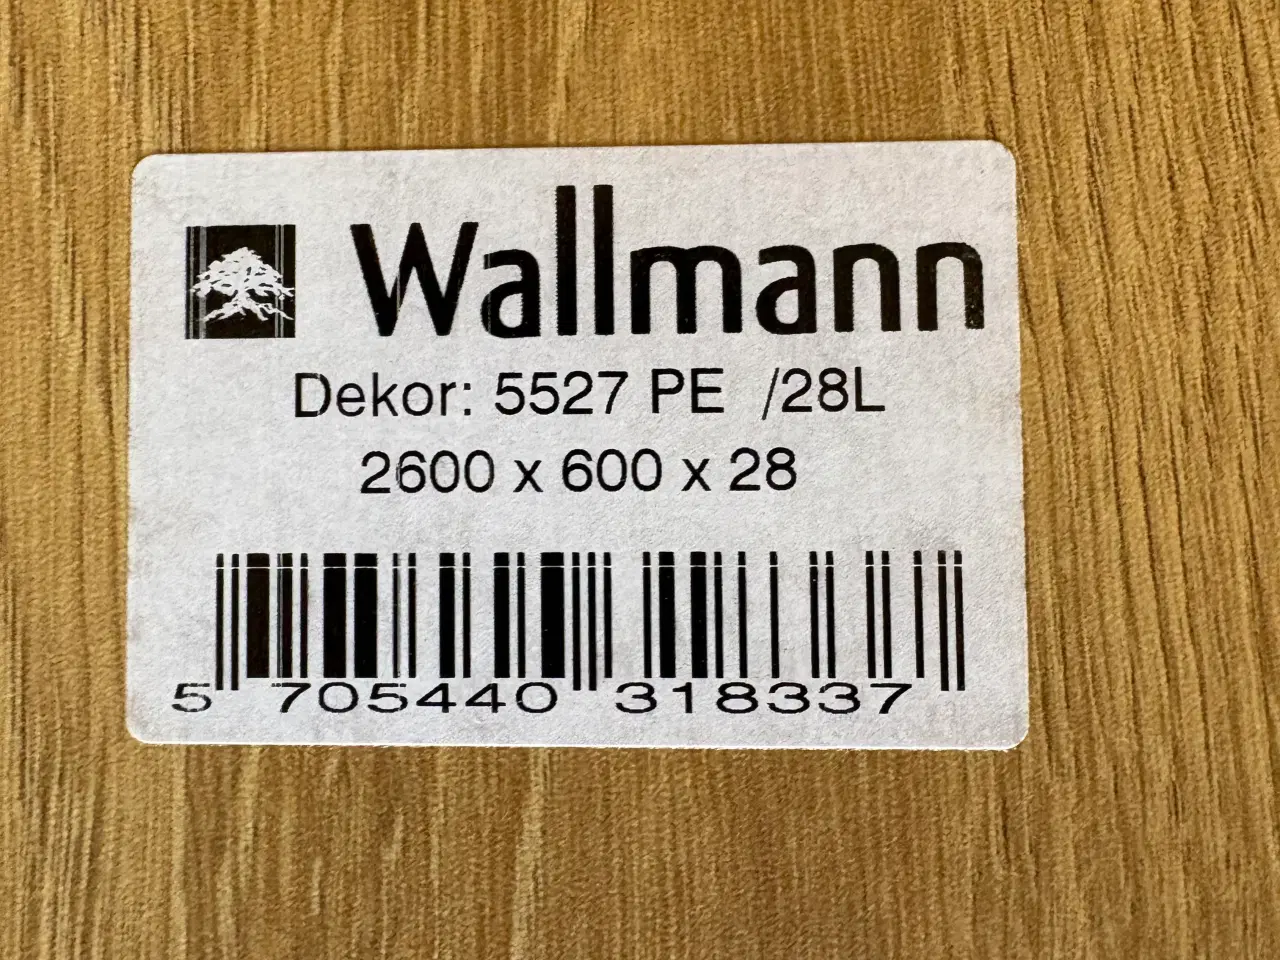 Wallmann
Dekor: 5527 PE /28L
2600 x 600 x 28
5 705440 318337